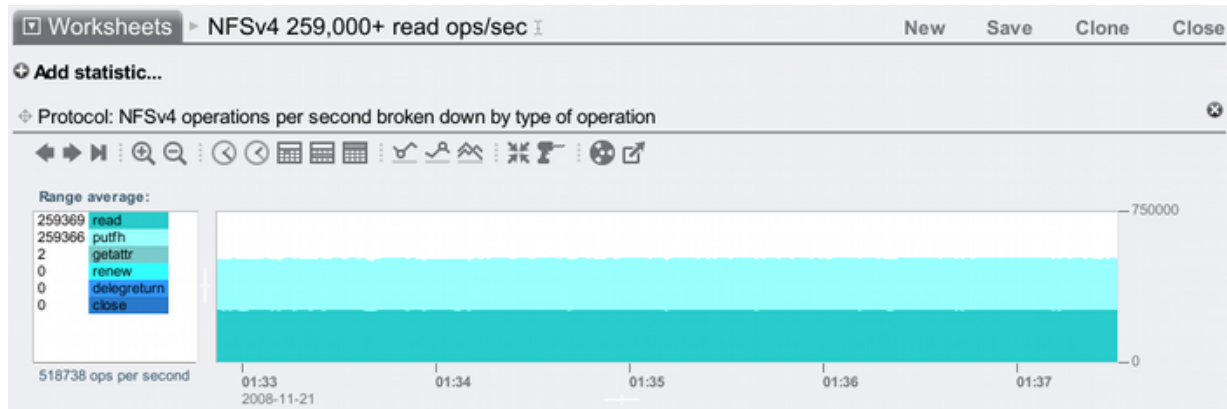 Worksheets NFSv4 259,000+ read ops/sec New Save Clone Close
Add statistic...
Protocol: NFSv4 operations per second broken down by type of operation
Range average:
259369 read
259366 putfh
2 getattr
0 renew
0 delegreturn
0 close
518738 ops per second
750000
0
01:33 01:34 01:35 01:36 01:37
2008-11-21